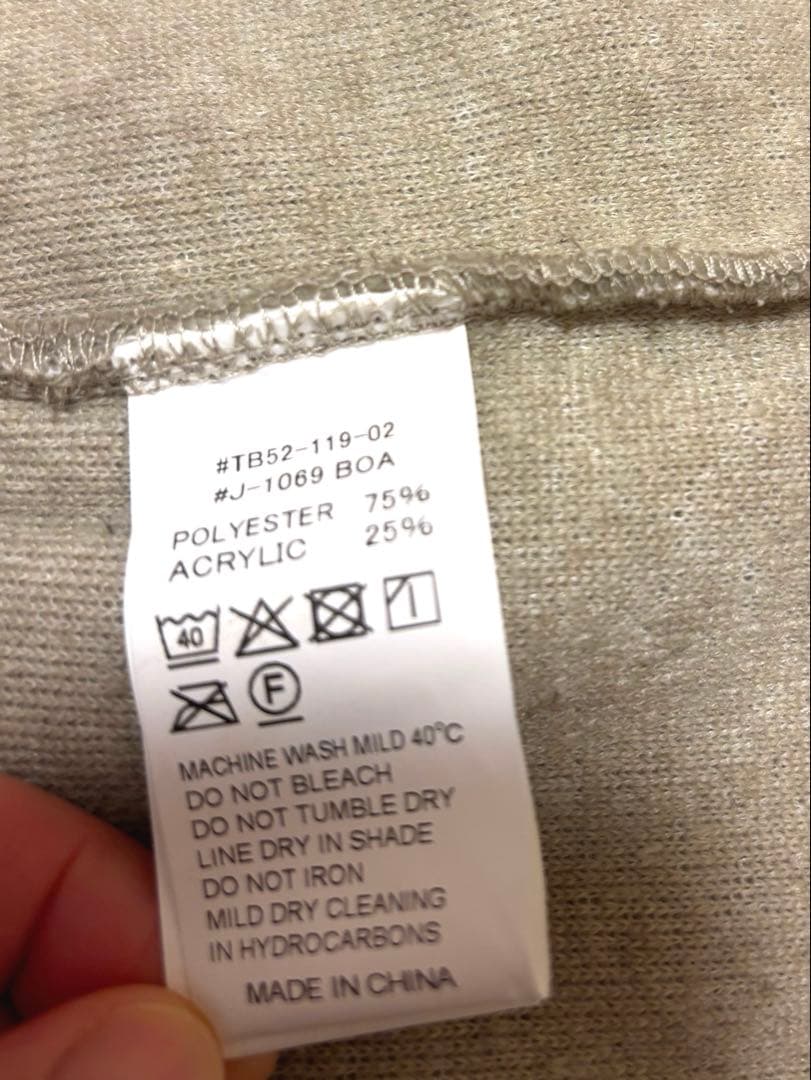 #TB52-119-02
#J-1069 BOA
POLYESTER 75%
ACRYLIC 25%
40
F
MACHINE WASH MILD 40°C
DO NOT BLEACH
DO NOT TUMBLE DRY
LINE DRY IN SHADE
DO NOT IRON
MILD DRY CLEANING
IN HYDROCARBONS
MADE IN CHINA